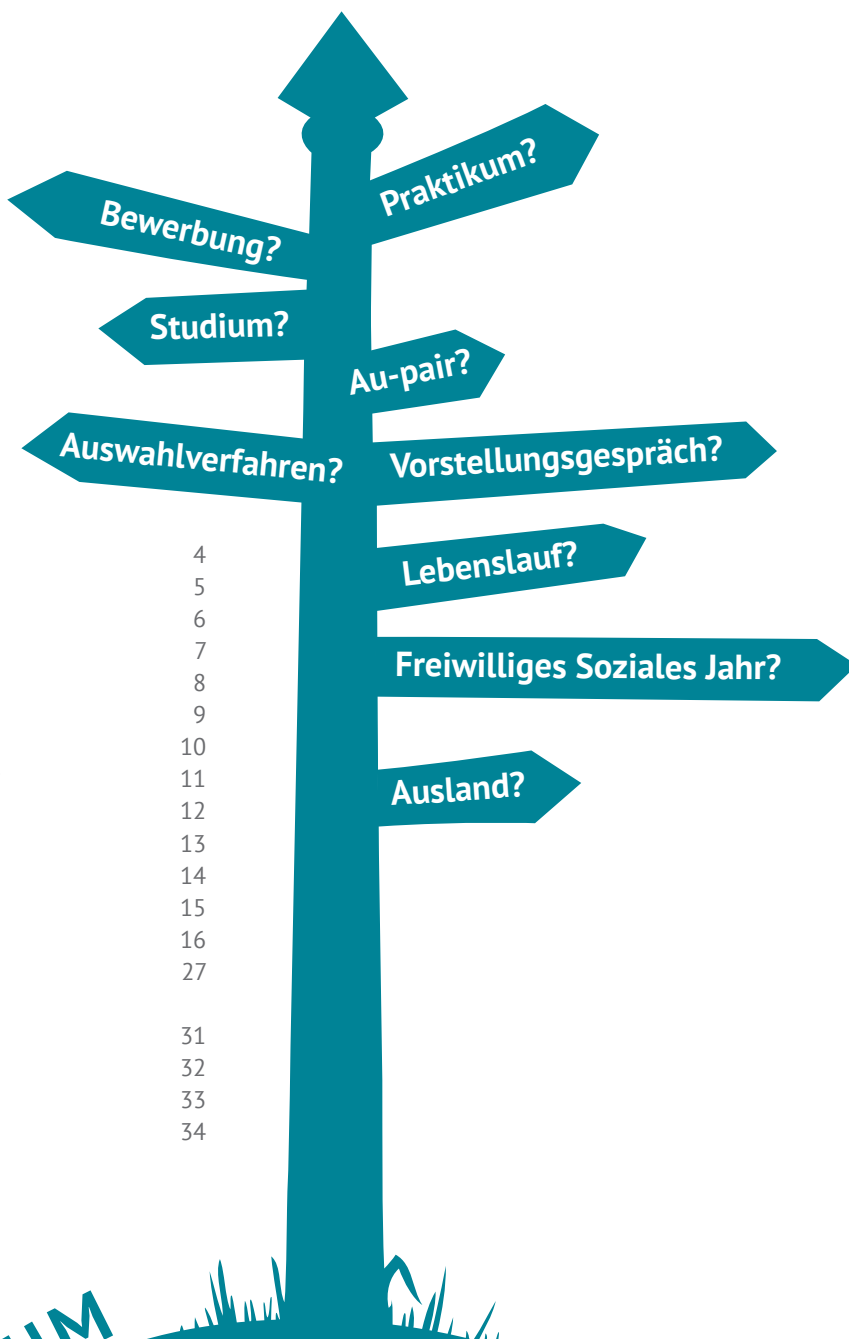 Praktikum?
Bewerbung?
Studium?
Au-pair?
Auswahlverfahren?
Vorstellungsgespräch?
Lebenslauf?
Freiwilliges Soziales Jahr?
Ausland?
4
5
6
7
8
9
10
11
12
13
14
15
16
27
31
32
33
34